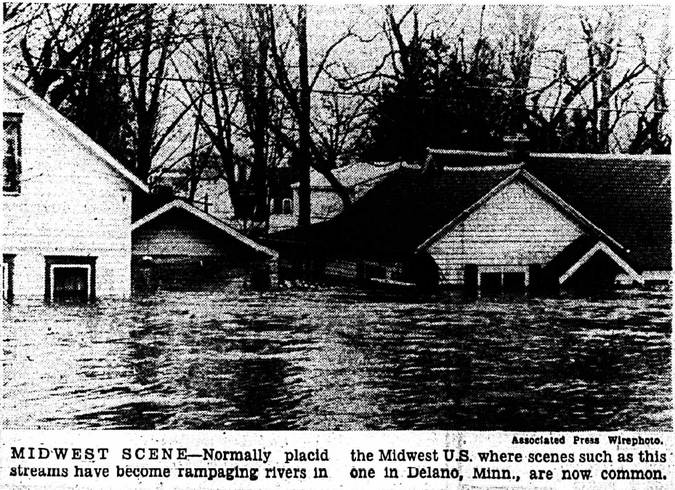 Associated Press Wirephoto.
MIDWEST SCENE—Normally placid
streams have become rampaging rivers in
the Midwest U.S. where scenes such as this
one in Delano, Minn., are now common.